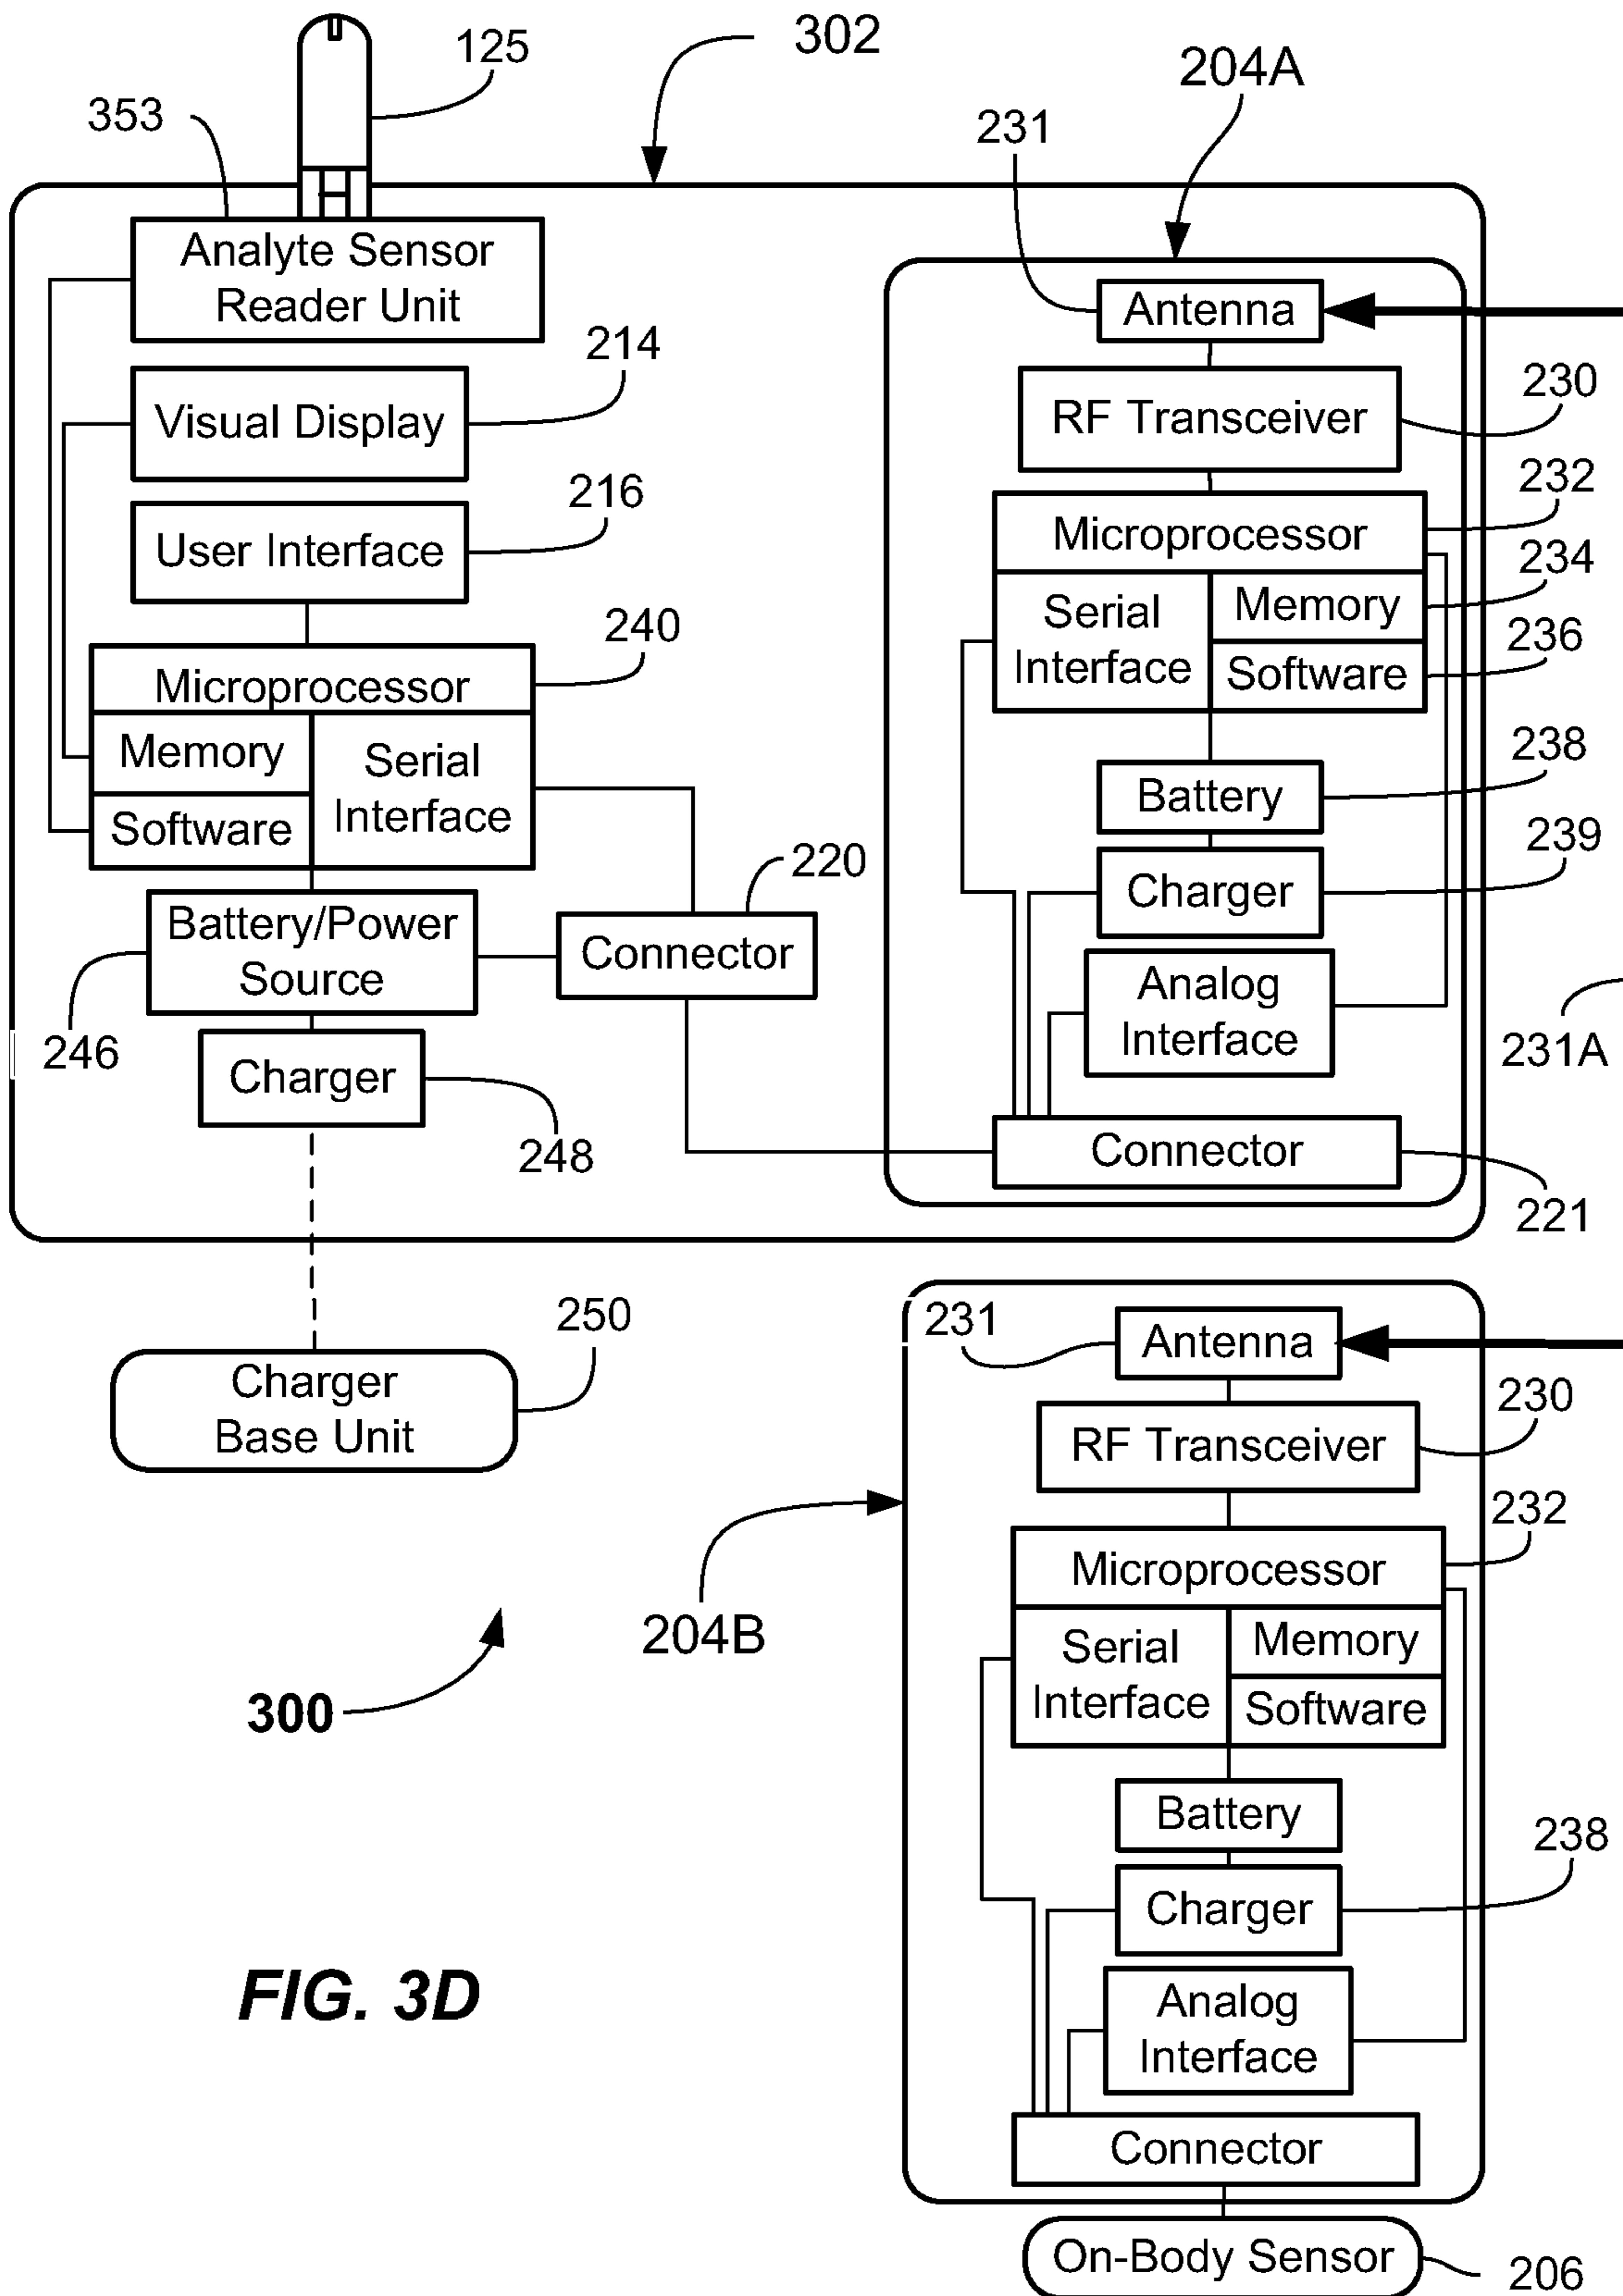 125
302
204A
353
231
Analyte Sensor
Reader Unit
Antenna
214
230
Visual Display
RF Transceiver
216
232
User Interface
Microprocessor
234
Serial
Interface
Memory
240
236
Software
Microprocessor
Memory
Serial
Interface
Software
238
Battery
220
239
Charger
Battery/Power
Source
Connector
Analog
Interface
246
231A
Charger
248
Connector
221
250
231
Antenna
Charger
Base Unit
230
RF Transceiver
232
Microprocessor
204B
Serial
Interface
Memory
Software
300
Battery
238
Charger
FIG. 3D
Analog
Interface
Connector
On-Body Sensor
206